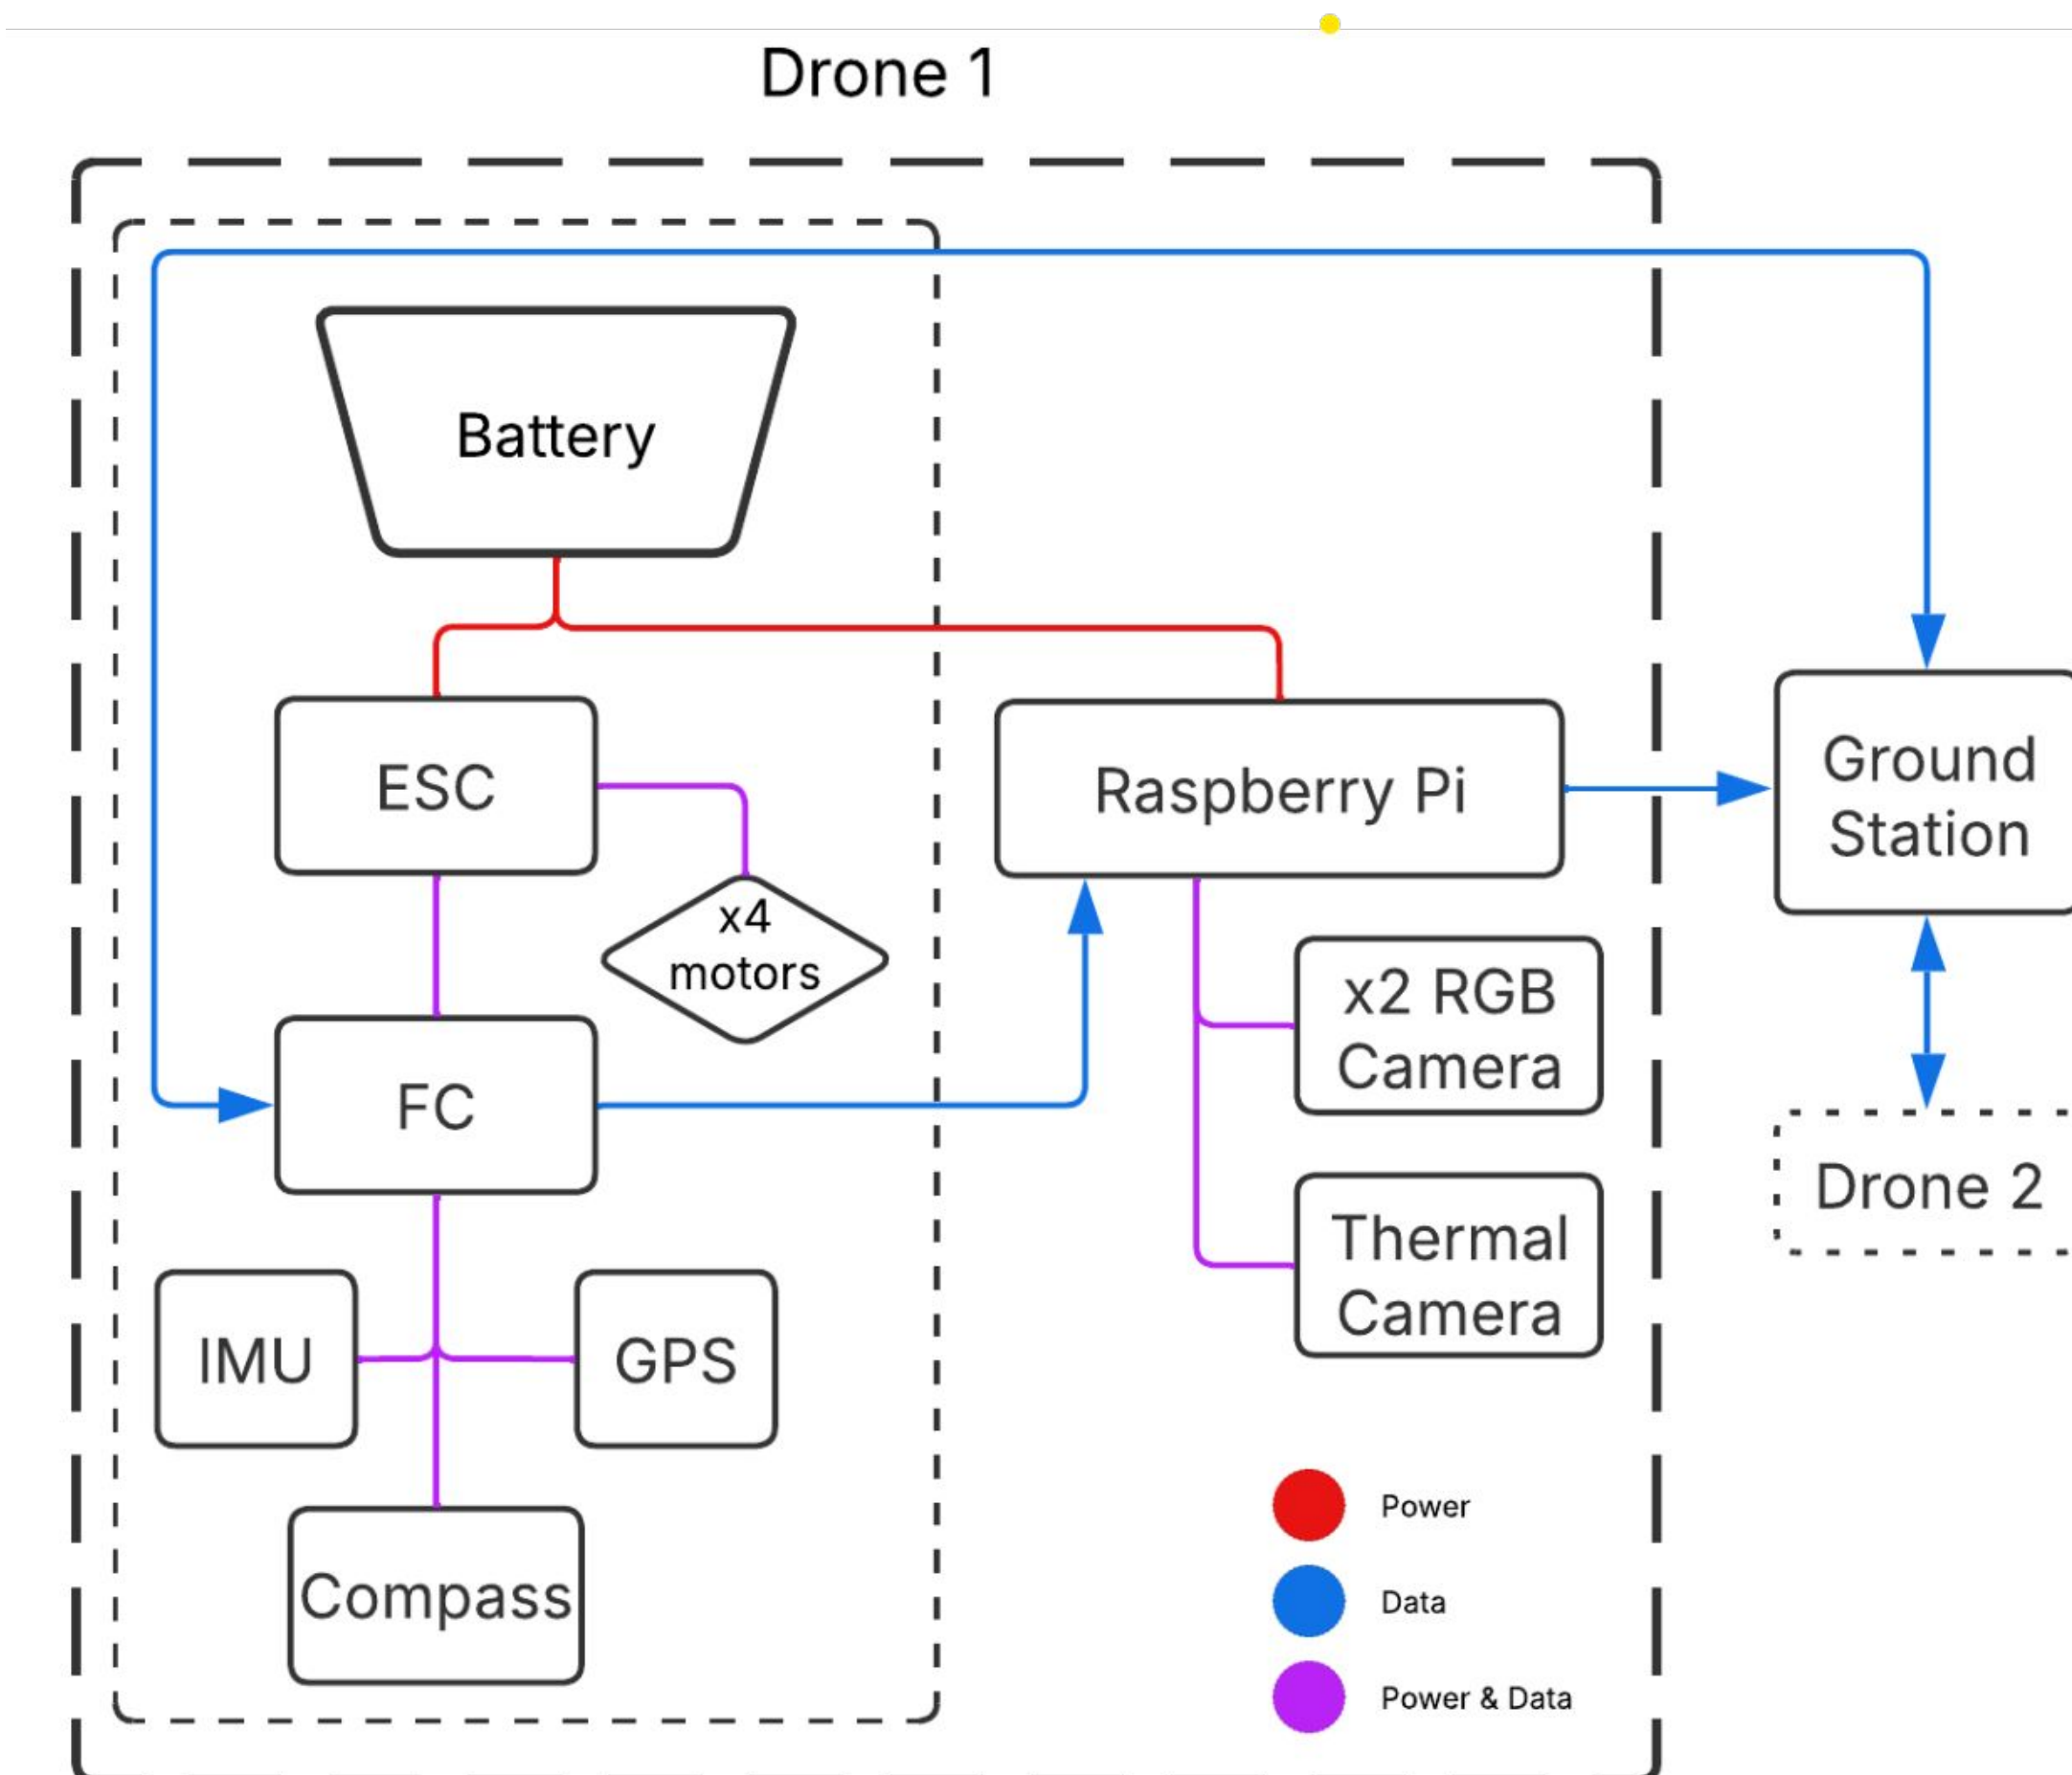 Drone 1
Battery
ESC
Raspberry Pi
Ground
Station
x4
motors
x2 RGB
Camera
FC
Drone 2
Thermal
Camera
IMU
GPS
Compass
Power
Data
Power & Data